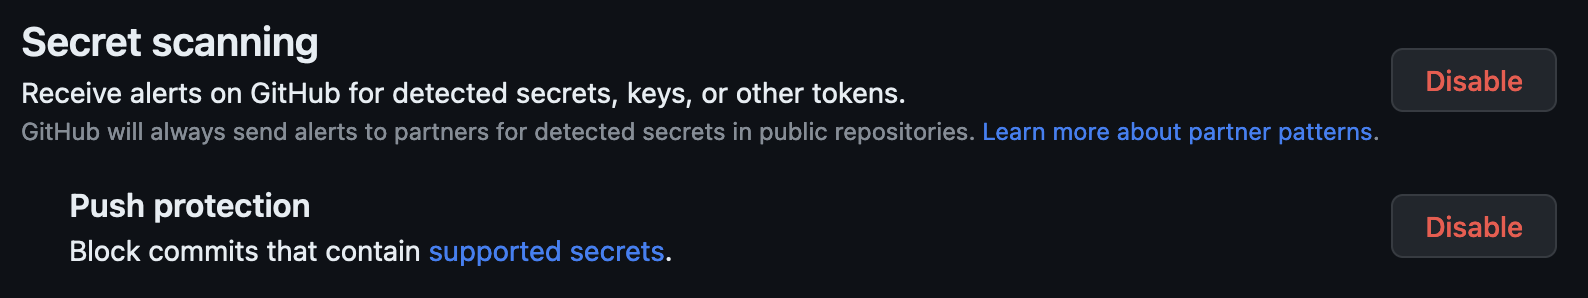 Secret scanning
Receive alerts on GitHub for detected secrets, keys, or other tokens.
Disable
GitHub will always send alerts to partners for detected secrets in public repositories. Learn more about partner patterns.
Push protection
Block commits that contain supported secrets.
Disable